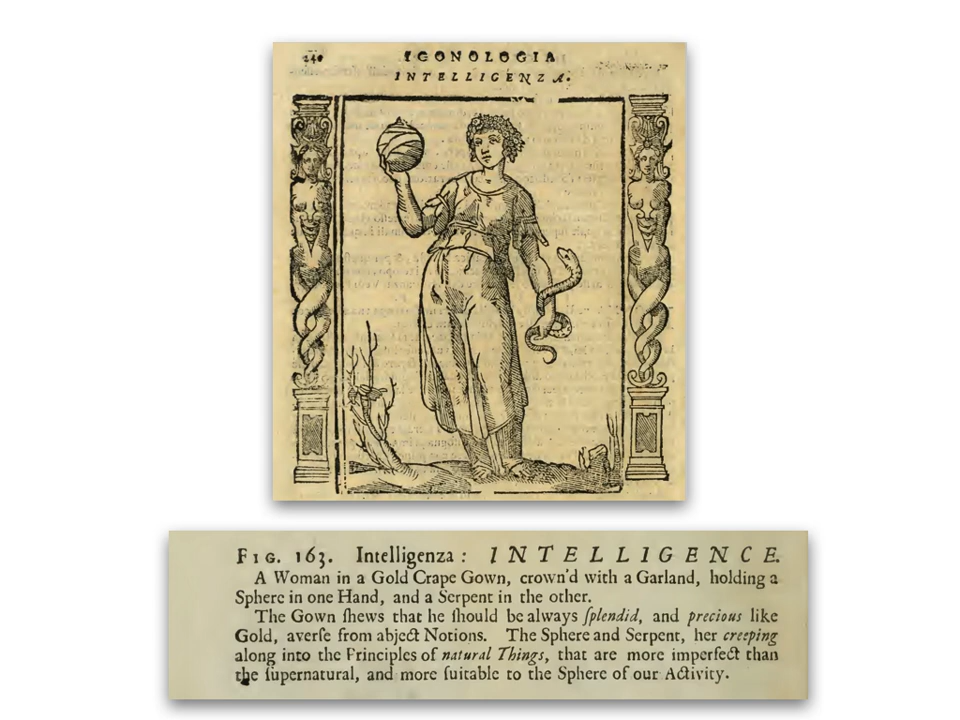 240
ICONOLOGIA
INTELLIGENZA.
FIG. 163. Intelligenza: INTELLIGENCE.
A Woman in a Gold Crape Gown, crown'd with a Garland, holding a
Sphere in one Hand, and a Serpent in the other.
The Gown ſhews that he ſhould be always ſplendid, and precious like
Gold, averſe from abject Notions. The Sphere and Serpent, her creeping
along into the Principles of natural Things, that are more imperfect than
the ſupernatural, and more ſuitable to the Sphere of our Activity.